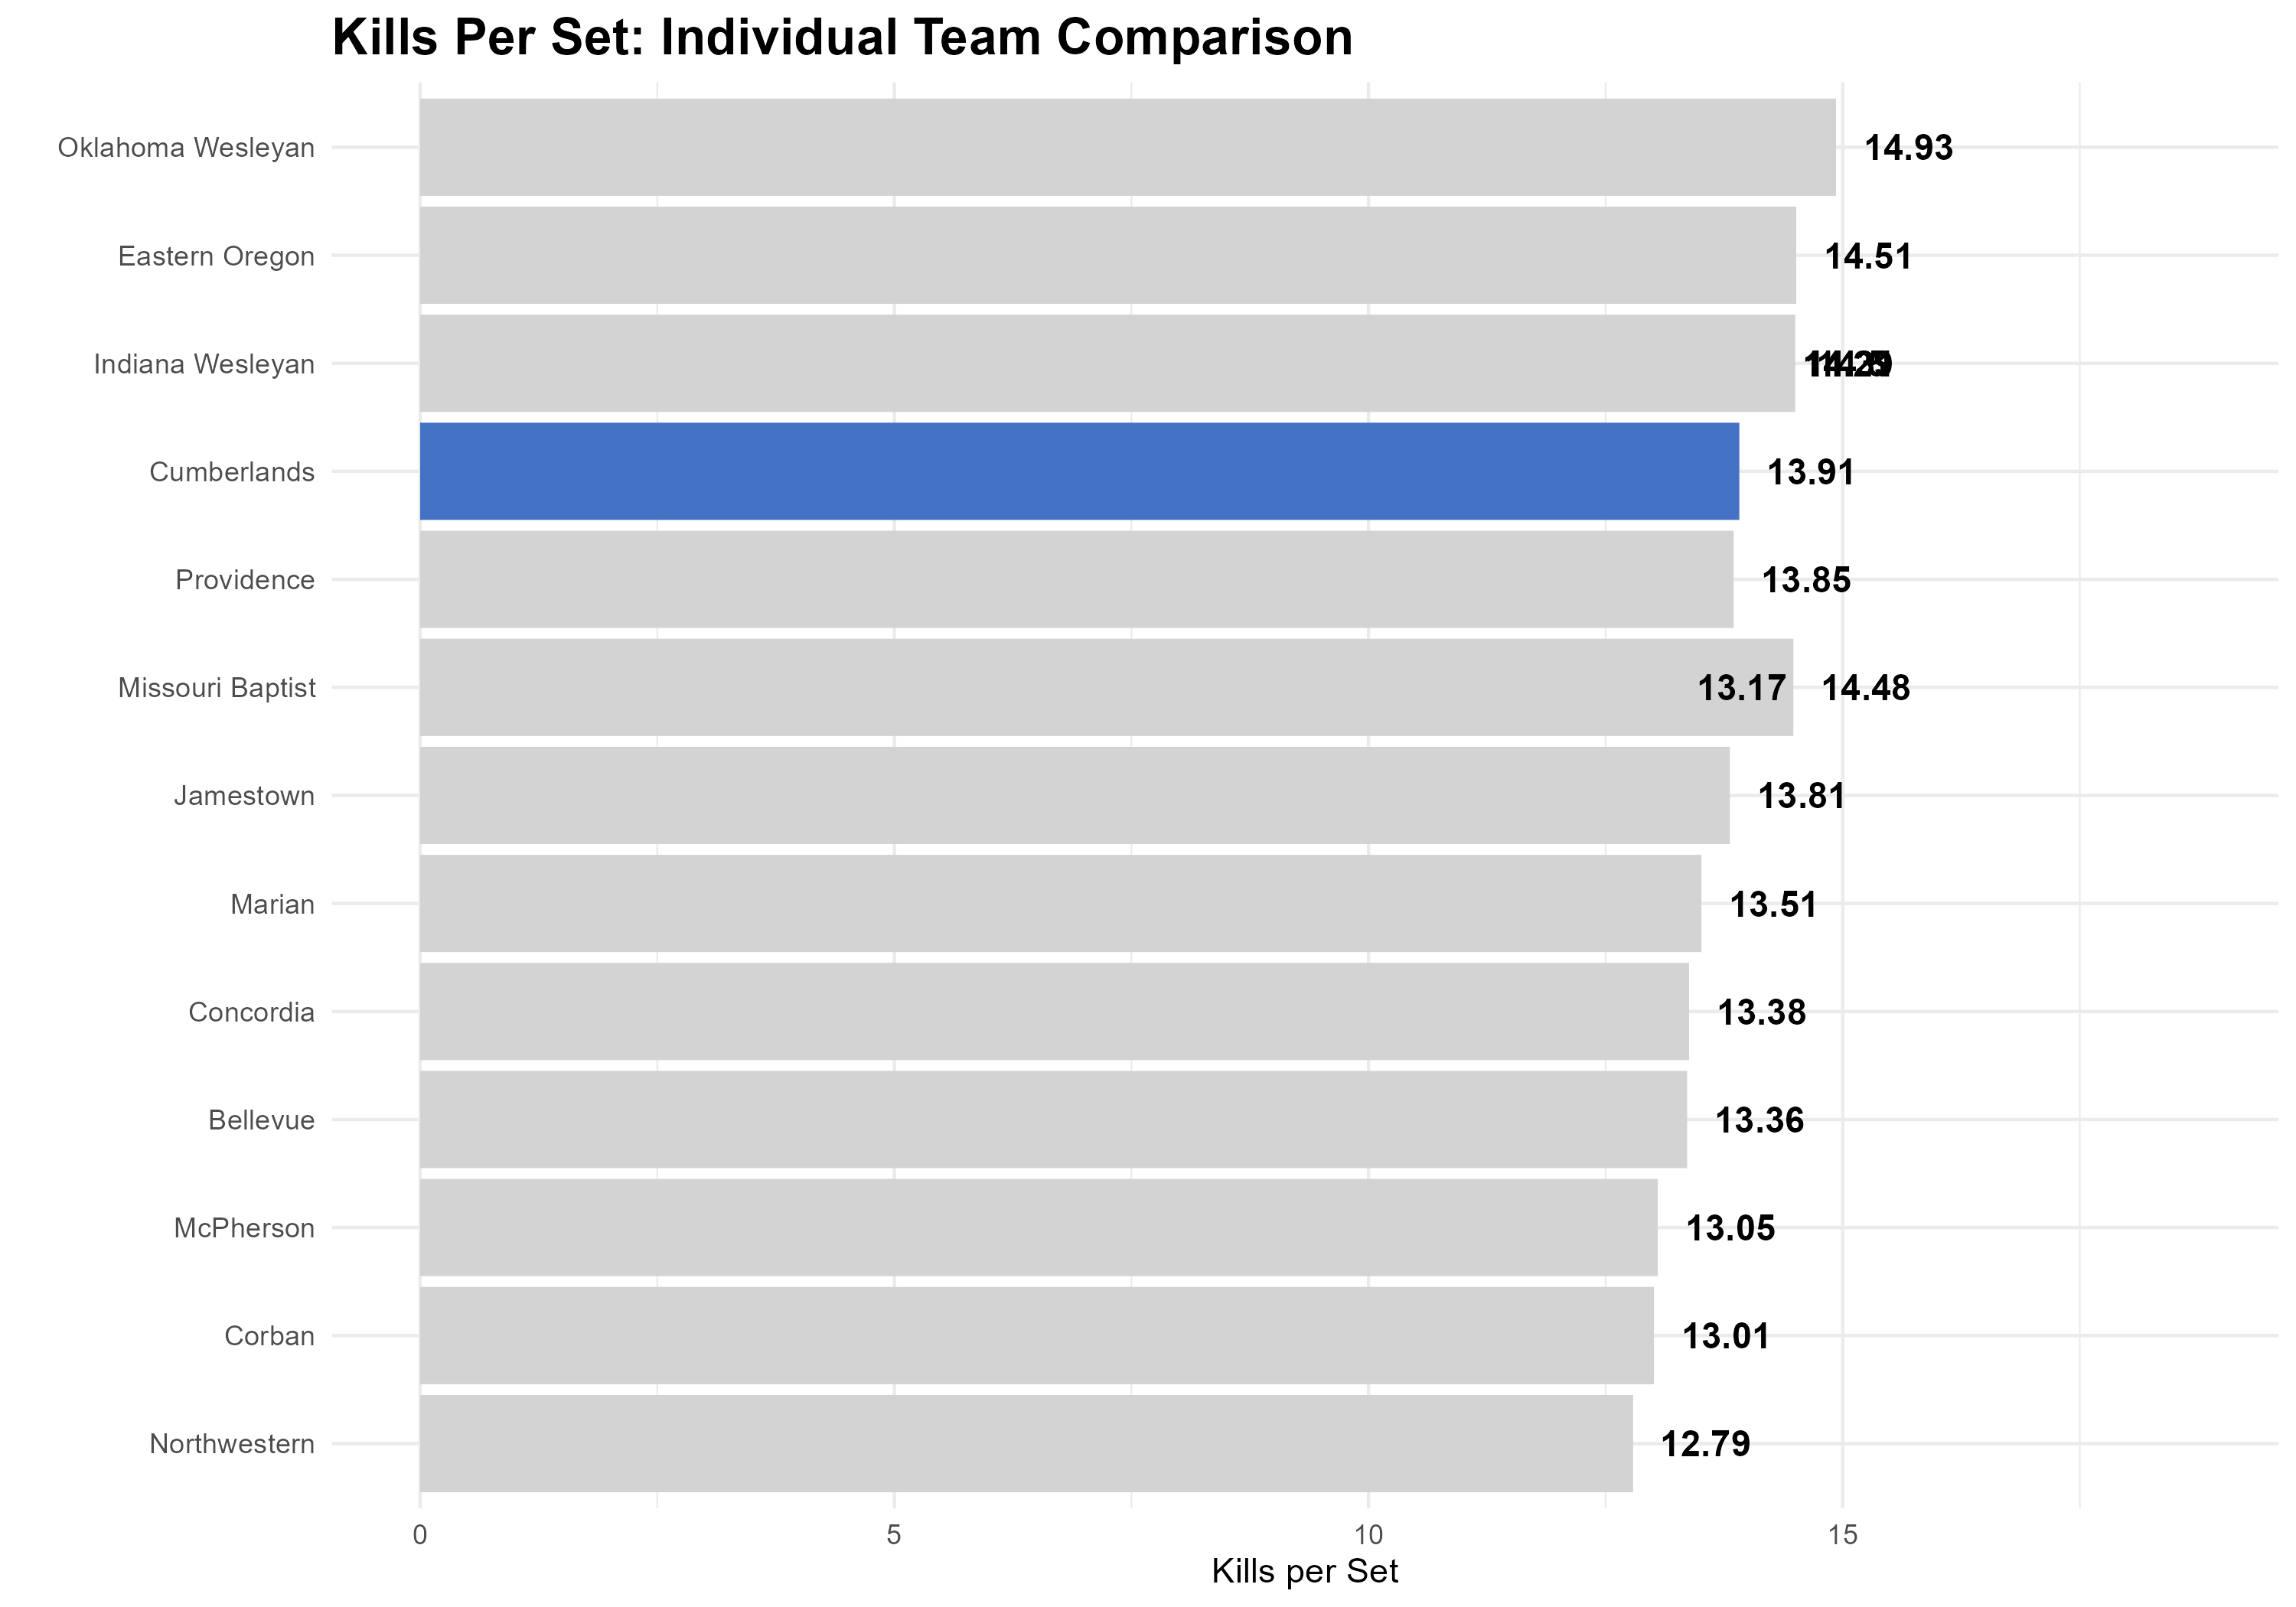 Kills Per Set: Individual Team Comparison
Oklahoma Wesleyan 14.93
Eastern Oregon 14.51
Indiana Wesleyan
Cumberlands 13.91
Providence 13.85
Missouri Baptist 13.17 14.48
Jamestown 13.81
Marian 13.51
Concordia 13.38
Bellevue 13.36
McPherson 13.05
Corban 13.01
Northwestern 12.79
0 5 10 15
Kills per Set